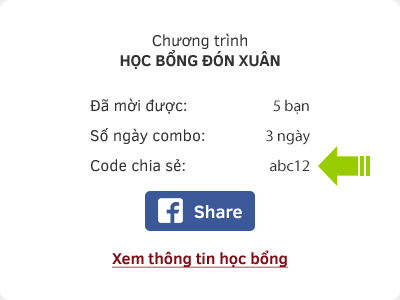 Chương trình
HỌC BỔNG ĐÓN XUÂN
Đã mời được: 5 bạn
Số ngày combo: 3 ngày
Code chia sẻ: abc12
Share
Xem thông tin học bổng